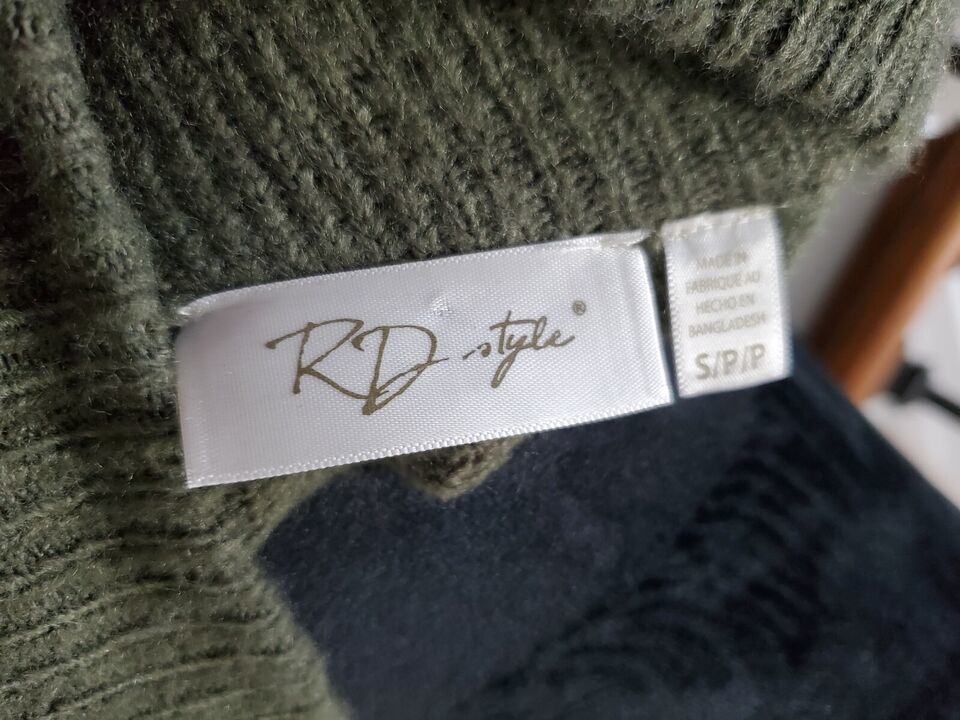 RD style®
MADE IN
FABRIQUÉ AU
HECHO EN
BANGLADESH
S/P/P